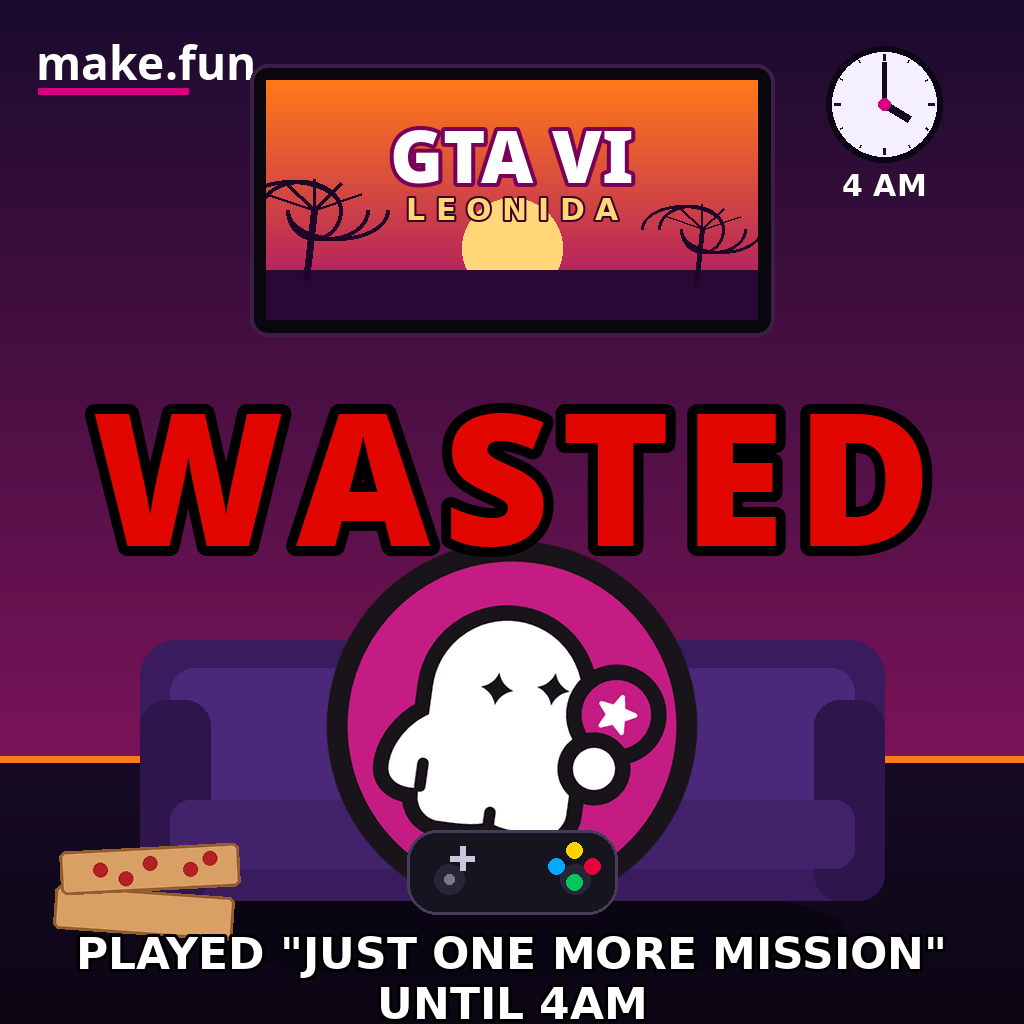 make.fun
GTA VI
LEONIDA
4 AM
WASTED
PLAYED "JUST ONE MORE MISSION"
UNTIL 4AM